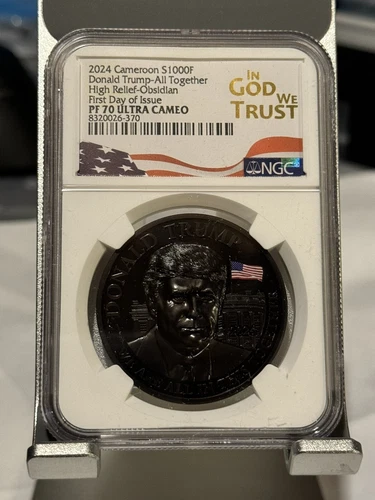 2024 Cameroon S1000F
Donald Trump-All Together
High Relief-Obsidian
First Day of Issue
PF 70 ULTRA CAMEO
8320026-370
IN
GOD WE
TRUST
NGC
DONALD TRUMP